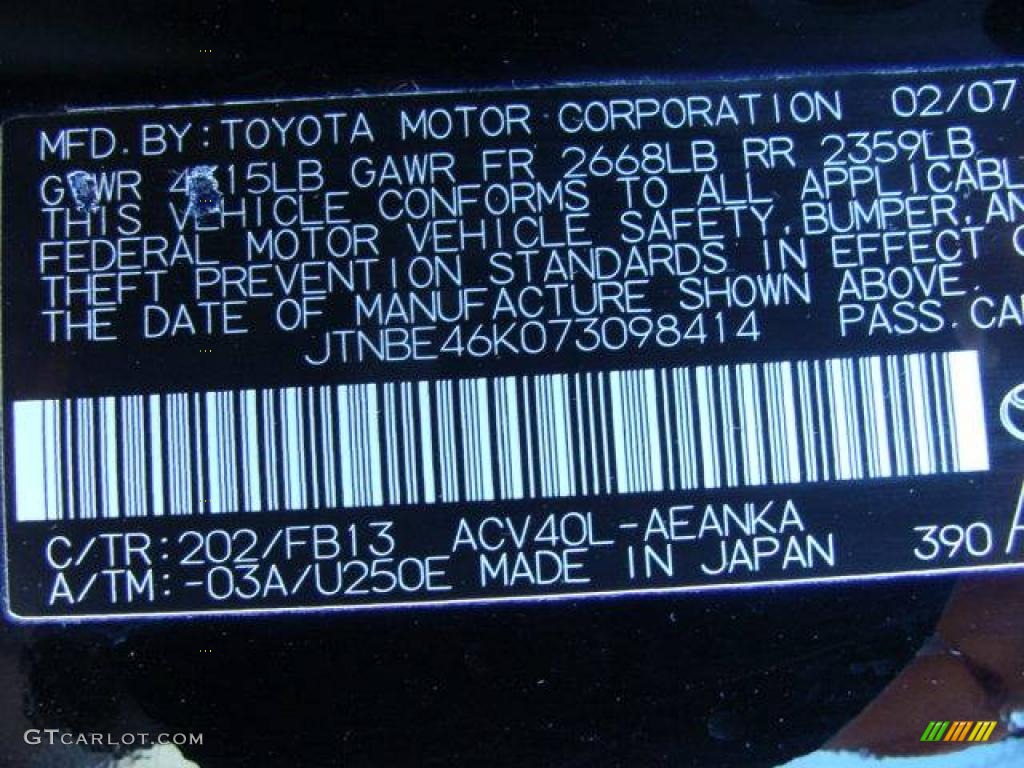 MFD. BY: TOYOTA MOTOR CORPORATION 02/07
GAWR FR 2668LB RR 2359LB
THIS VEHICLE CONFORMS TO ALL APPLICABL
FEDERAL MOTOR VEHICLE SAFETY, BUMPER, AN
THEFT PREVENTION STANDARDS IN EFFECT O
THE DATE OF MANUFACTURE SHOWN ABOVE.
JTNBE46K073098414 PASS. CA
C/TR: 202/FB13 ACV40L-AEANKA
A/TM: -03A/U250E MADE IN JAPAN 390
GTCARLOT.COM